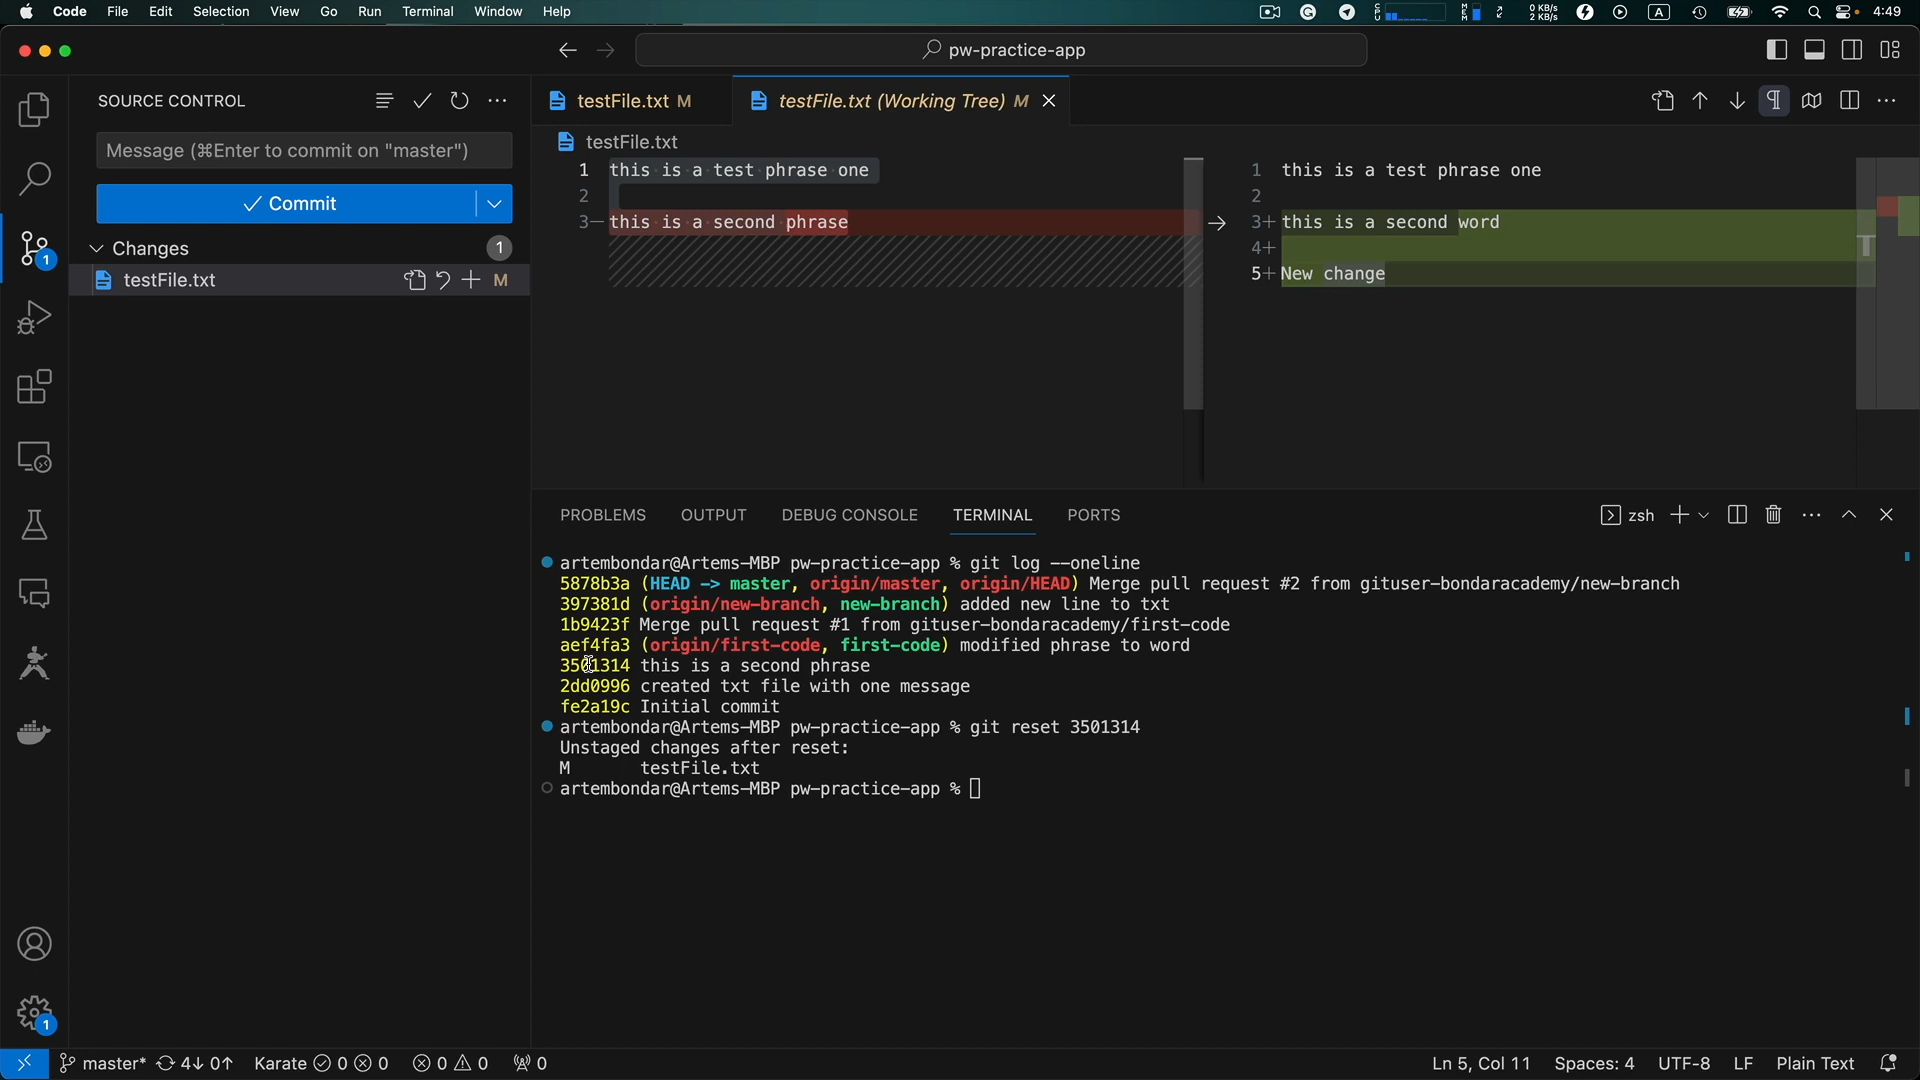 Code File Edit Selection View Go Run Terminal Window Help
CPU MEM 0 KB/s 2 KB/s A 4:49
pw-practice-app
SOURCE CONTROL
testFile.txt M
testFile.txt (Working Tree) M
Message (⌘Enter to commit on "master")
testFile.txt
Commit
Changes 1
testFile.txt M
1 this is a test phrase one
2
3— this is a second phrase
1 this is a test phrase one
2
3+ this is a second word
4+
5+ New change
1
PROBLEMS OUTPUT DEBUG CONSOLE TERMINAL PORTS
zsh
artembondar@Artems-MBP pw-practice-app % git log --oneline
5878b3a (HEAD -> master, origin/master, origin/HEAD) Merge pull request #2 from gituser-bondaracademy/new-branch
397381d (origin/new-branch, new-branch) added new line to txt
1b9423f Merge pull request #1 from gituser-bondaracademy/first-code
aef4fa3 (origin/first-code, first-code) modified phrase to word
3501314 this is a second phrase
2dd0996 created txt file with one message
fe2a19c Initial commit
artembondar@Artems-MBP pw-practice-app % git reset 3501314
Unstaged changes after reset:
M testFile.txt
artembondar@Artems-MBP pw-practice-app %
1
master* 4↓ 0↑ Karate 0 0 0 0 0
Ln 5, Col 11 Spaces: 4 UTF-8 LF Plain Text